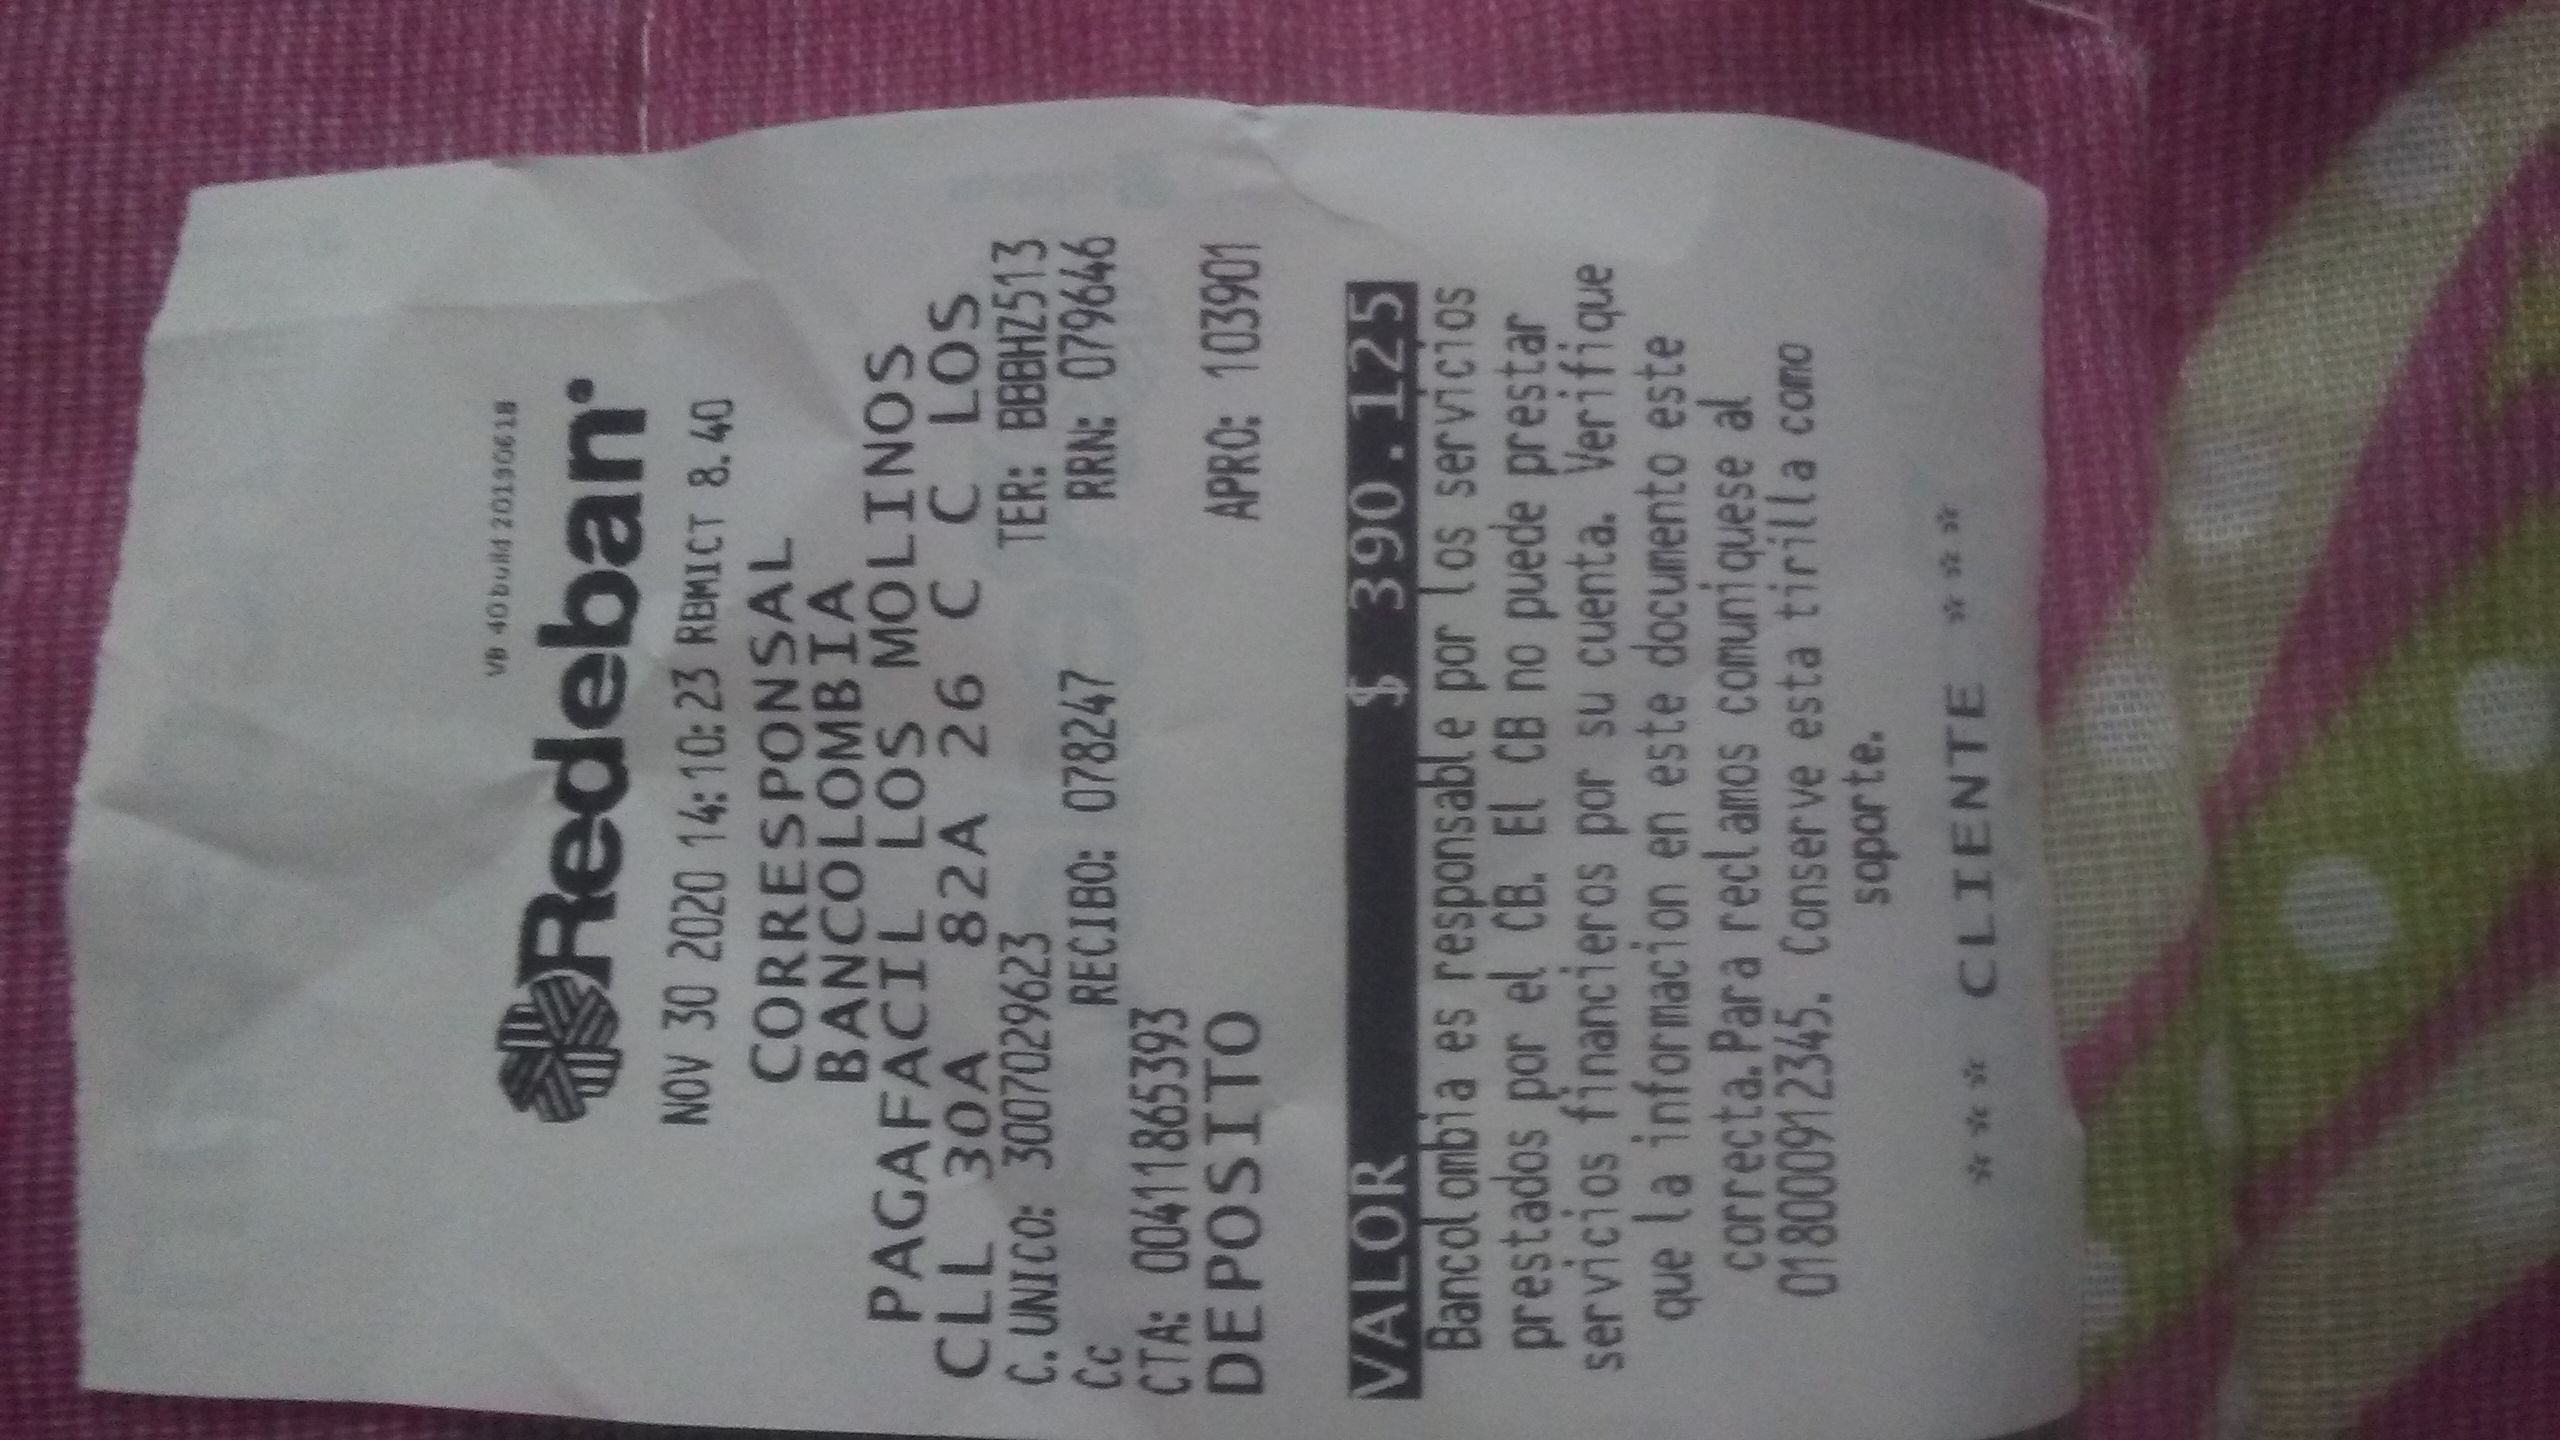 VB 40 build 20190618
Redeban
NOV 30 2020 14:10:23 RBMICT 8.40
CORRESPONSAL
BANCOLOMBIA
PAGAFACIL LOS MOLINOS
CLL 30A 82A 26 C C LOS
C.UNICO: 3007029623 TER: BBBHZ513
Cc RECIBO: 078247 RRN: 079646
CTA: 00411865393
DEPOSITO APRO: 103901
VALOR $ 390.125
Bancolombia es responsable por los servicios
prestados por el CB. El CB no puede prestar
servicios financieros por su cuenta. Verifique
que la informacion en este documento este
correcta.Para reclamos comuniquese al
018000912345. Conserve esta tirilla como
soporte.
*** CLIENTE ***